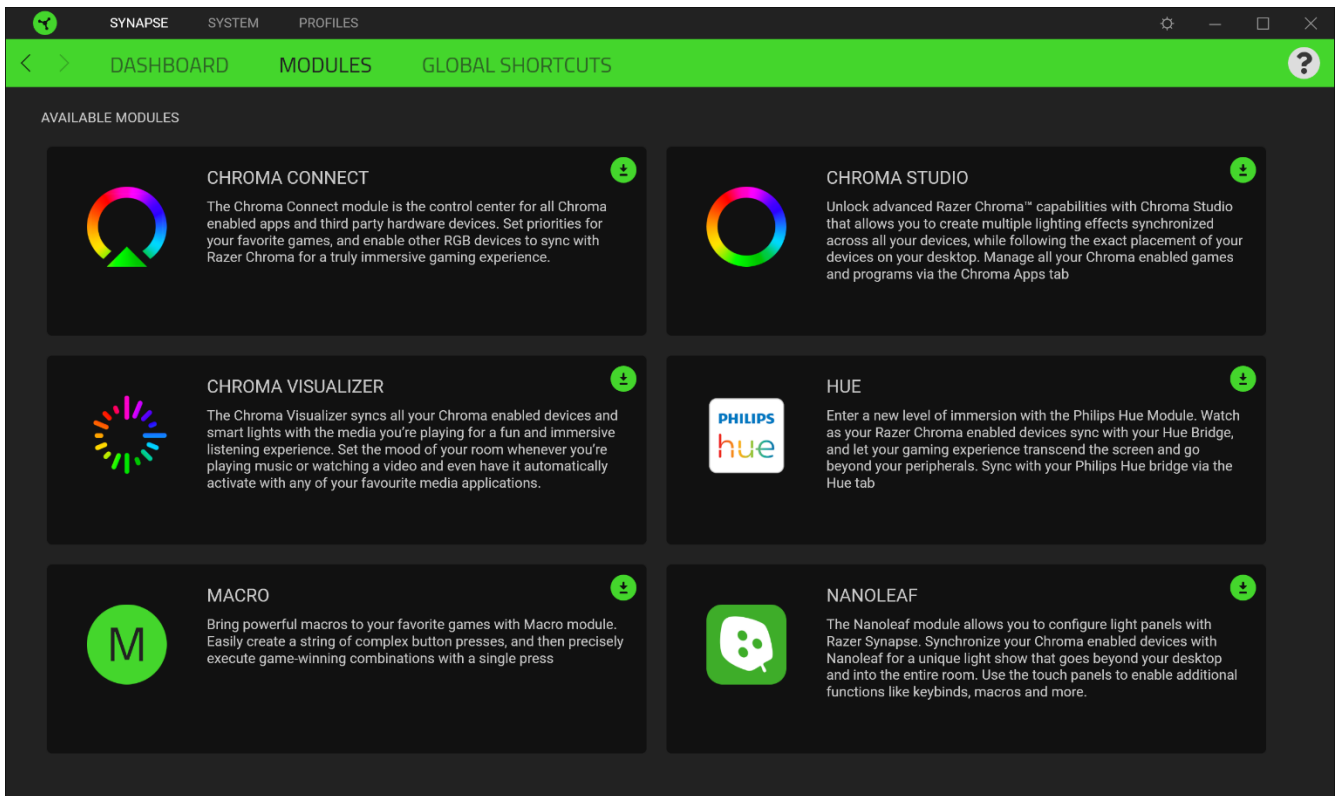 SYNAPSE SYSTEM PROFILES
DASHBOARD MODULES GLOBAL SHORTCUTS ?
AVAILABLE MODULES
CHROMA CONNECT
The Chroma Connect module is the control center for all Chroma
enabled apps and third party hardware devices. Set priorities for
your favorite games, and enable other RGB devices to sync with
Razer Chroma for a truly immersive gaming experience.
CHROMA STUDIO
Unlock advanced Razer Chroma™ capabilities with Chroma Studio
that allows you to create multiple lighting effects synchronized
across all your devices, while following the exact placement of your
devices on your desktop. Manage all your Chroma enabled games
and programs via the Chroma Apps tab
CHROMA VISUALIZER
The Chroma Visualizer syncs all your Chroma enabled devices and
smart lights with the media you're playing for a fun and immersive
listening experience. Set the mood of your room whenever you're
playing music or watching a video and even have it automatically
activate with any of your favourite media applications.
PHILIPS
hue
HUE
Enter a new level of immersion with the Philips Hue Module. Watch
as your Razer Chroma enabled devices sync with your Hue Bridge,
and let your gaming experience transcend the screen and go
beyond your peripherals. Sync with your Philips Hue bridge via the
Hue tab
M
MACRO
Bring powerful macros to your favorite games with Macro module.
Easily create a string of complex button presses, and then precisely
execute game-winning combinations with a single press
NANOLEAF
The Nanoleaf module allows you to configure light panels with
Razer Synapse. Synchronize your Chroma enabled devices with
Nanoleaf for a unique light show that goes beyond your desktop
and into the entire room. Use the touch panels to enable additional
functions like keybinds, macros and more.